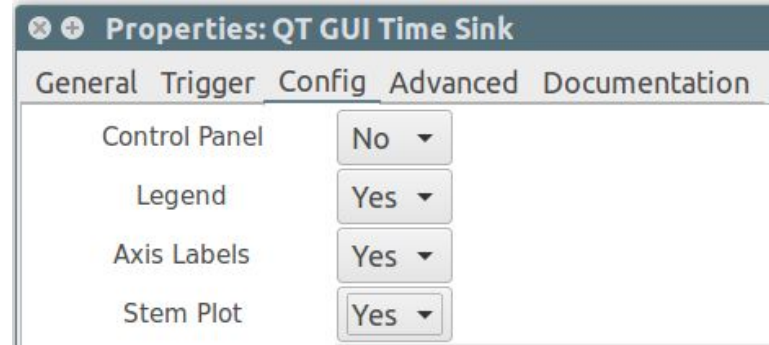 Properties: QT GUI Time Sink
General Trigger Config Advanced Documentation
Control Panel No
Legend Yes
Axis Labels Yes
Stem Plot Yes